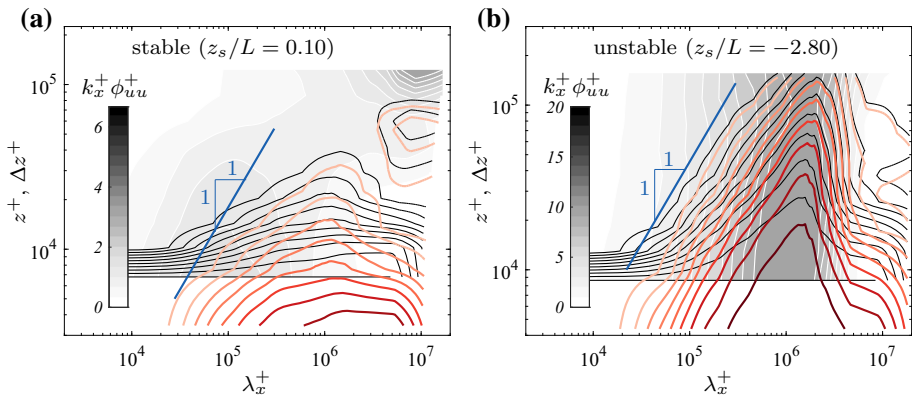 (a)
stable (z_s/L = 0.10)
k_x^+ ϕ_uu^+
6
4
2
0
1
1
10^5
10^4
z^+, Δz^+
10^4
10^5
10^6
10^7
λ_x^+
(b)
unstable (z_s/L = −2.80)
k_x^+ ϕ_uu^+
20
15
10
5
0
1
1
10^5
10^4
z^+, Δz^+
10^4
10^5
10^6
10^7
λ_x^+